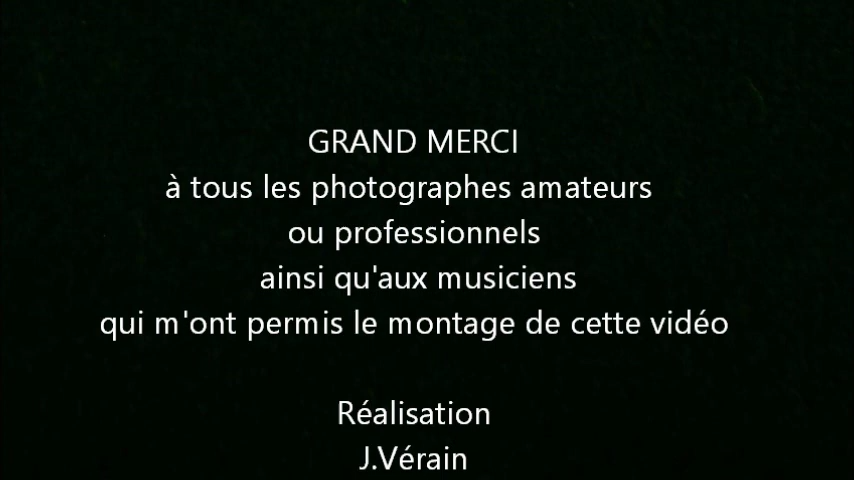 GRAND MERCI
à tous les photographes amateurs
ou professionnels
ainsi qu'aux musiciens
qui m'ont permis le montage de cette vidéo
Réalisation
J.Vérain